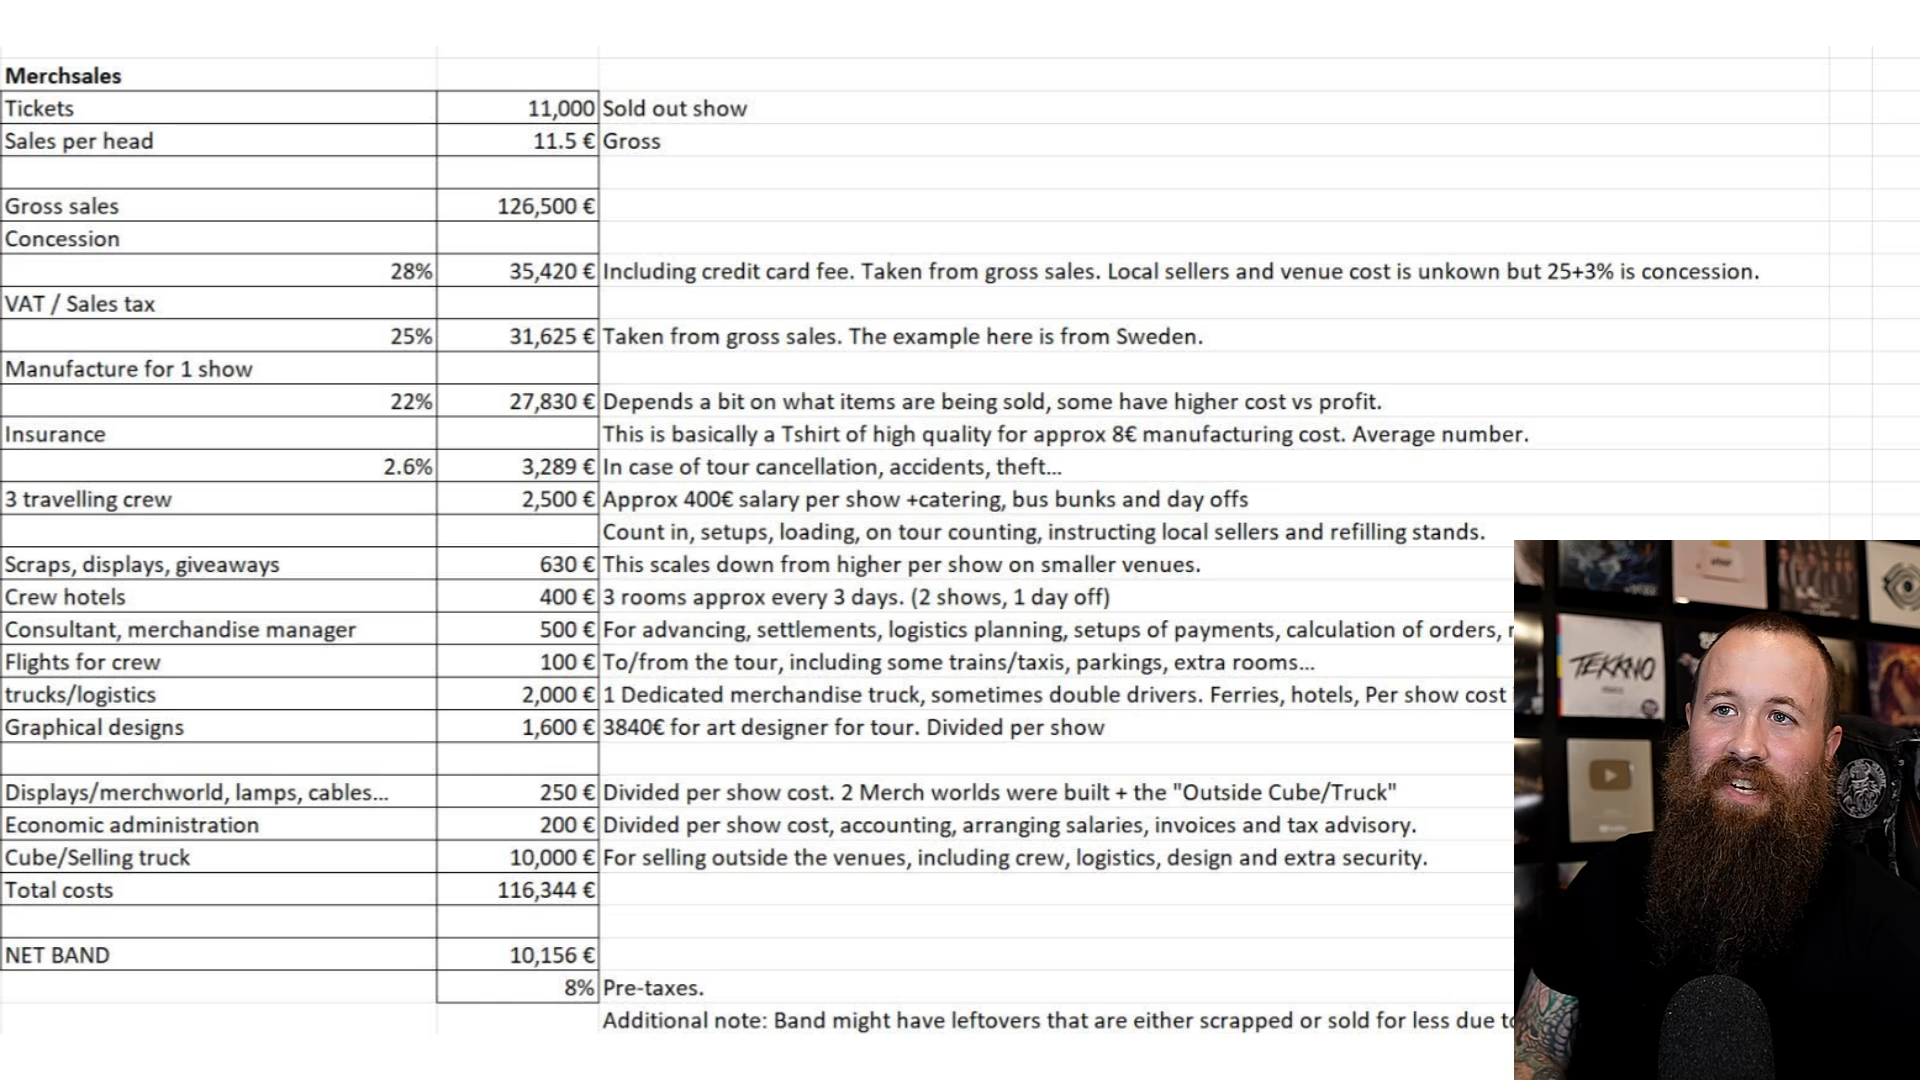 Merchsales
Tickets 11,000 Sold out show
Sales per head 11.5 € Gross
Gross sales 126,500 €
Concession
28% 35,420 € Including credit card fee. Taken from gross sales. Local sellers and venue cost is unkown but 25+3% is concession.
VAT / Sales tax
25% 31,625 € Taken from gross sales. The example here is from Sweden.
Manufacture for 1 show
22% 27,830 € Depends a bit on what items are being sold, some have higher cost vs profit.
Insurance This is basically a Tshirt of high quality for approx 8€ manufacturing cost. Average number.
2.6% 3,289 € In case of tour cancellation, accidents, theft...
3 travelling crew 2,500 € Approx 400€ salary per show +catering, bus bunks and day offs
Count in, setups, loading, on tour counting, instructing local sellers and refilling stands.
Scraps, displays, giveaways 630 € This scales down from higher per show on smaller venues.
Crew hotels 400 € 3 rooms approx every 3 days. (2 shows, 1 day off)
Consultant, merchandise manager 500 € For advancing, settlements, logistics planning, setups of payments, calculation of orders,
Flights for crew 100 € To/from the tour, including some trains/taxis, parkings, extra rooms...
trucks/logistics 2,000 € 1 Dedicated merchandise truck, sometimes double drivers. Ferries, hotels, Per show cost
Graphical designs 1,600 € 3840€ for art designer for tour. Divided per show
Displays/merchworld, lamps, cables... 250 € Divided per show cost. 2 Merch worlds were built + the "Outside Cube/Truck"
Economic administration 200 € Divided per show cost, accounting, arranging salaries, invoices and tax advisory.
Cube/Selling truck 10,000 € For selling outside the venues, including crew, logistics, design and extra security.
Total costs 116,344 €
NET BAND 10,156 €
8% Pre-taxes.
Additional note: Band might have leftovers that are either scrapped or sold for less due
TEKKNO